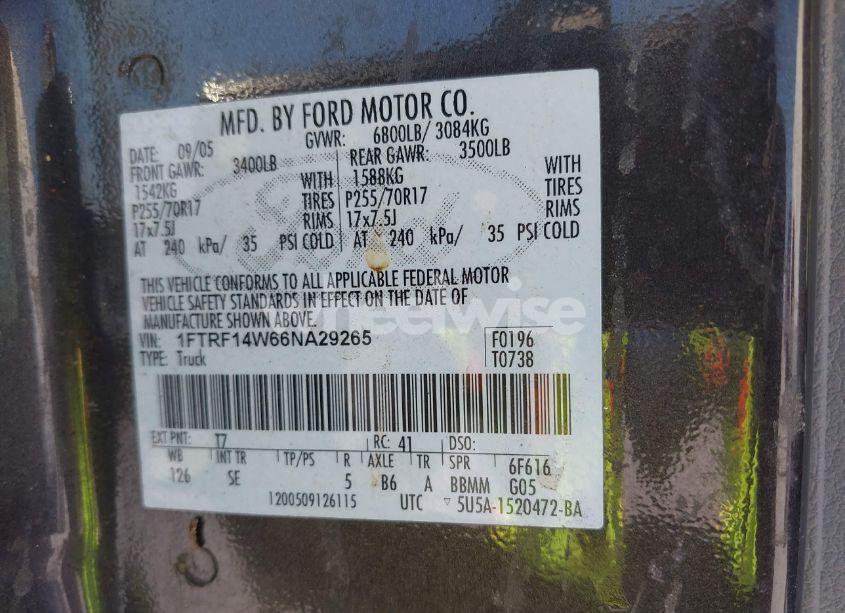 MFD. BY FORD MOTOR CO.
DATE: 09/05 GVWR: 6800LB/ 3084KG
FRONT GAWR: 3400LB REAR GAWR: 3500LB
1542KG WITH 1588KG WITH
P255/70R17 TIRES P255/70R17 TIRES
17x7.5J RIMS 17x7.5J RIMS
AT 240 kPa/ 35 PSI COLD AT 240 kPa/ 35 PSI COLD
THIS VEHICLE CONFORMS TO ALL APPLICABLE FEDERAL MOTOR
VEHICLE SAFETY STANDARDS IN EFFECT ON THE DATE OF
MANUFACTURE SHOWN ABOVE.
VIN: 1FTRF14W66NA29265 F0196
TYPE: Truck T0738
EXT PNT: T7 RC: 41 DSO:
WB INT TR TP/PS R AXLE TR SPR 6F616
126 SE 5 B6 A BBMM G05
1200509126115 UTC ▽ 5U5A-1520472-BA